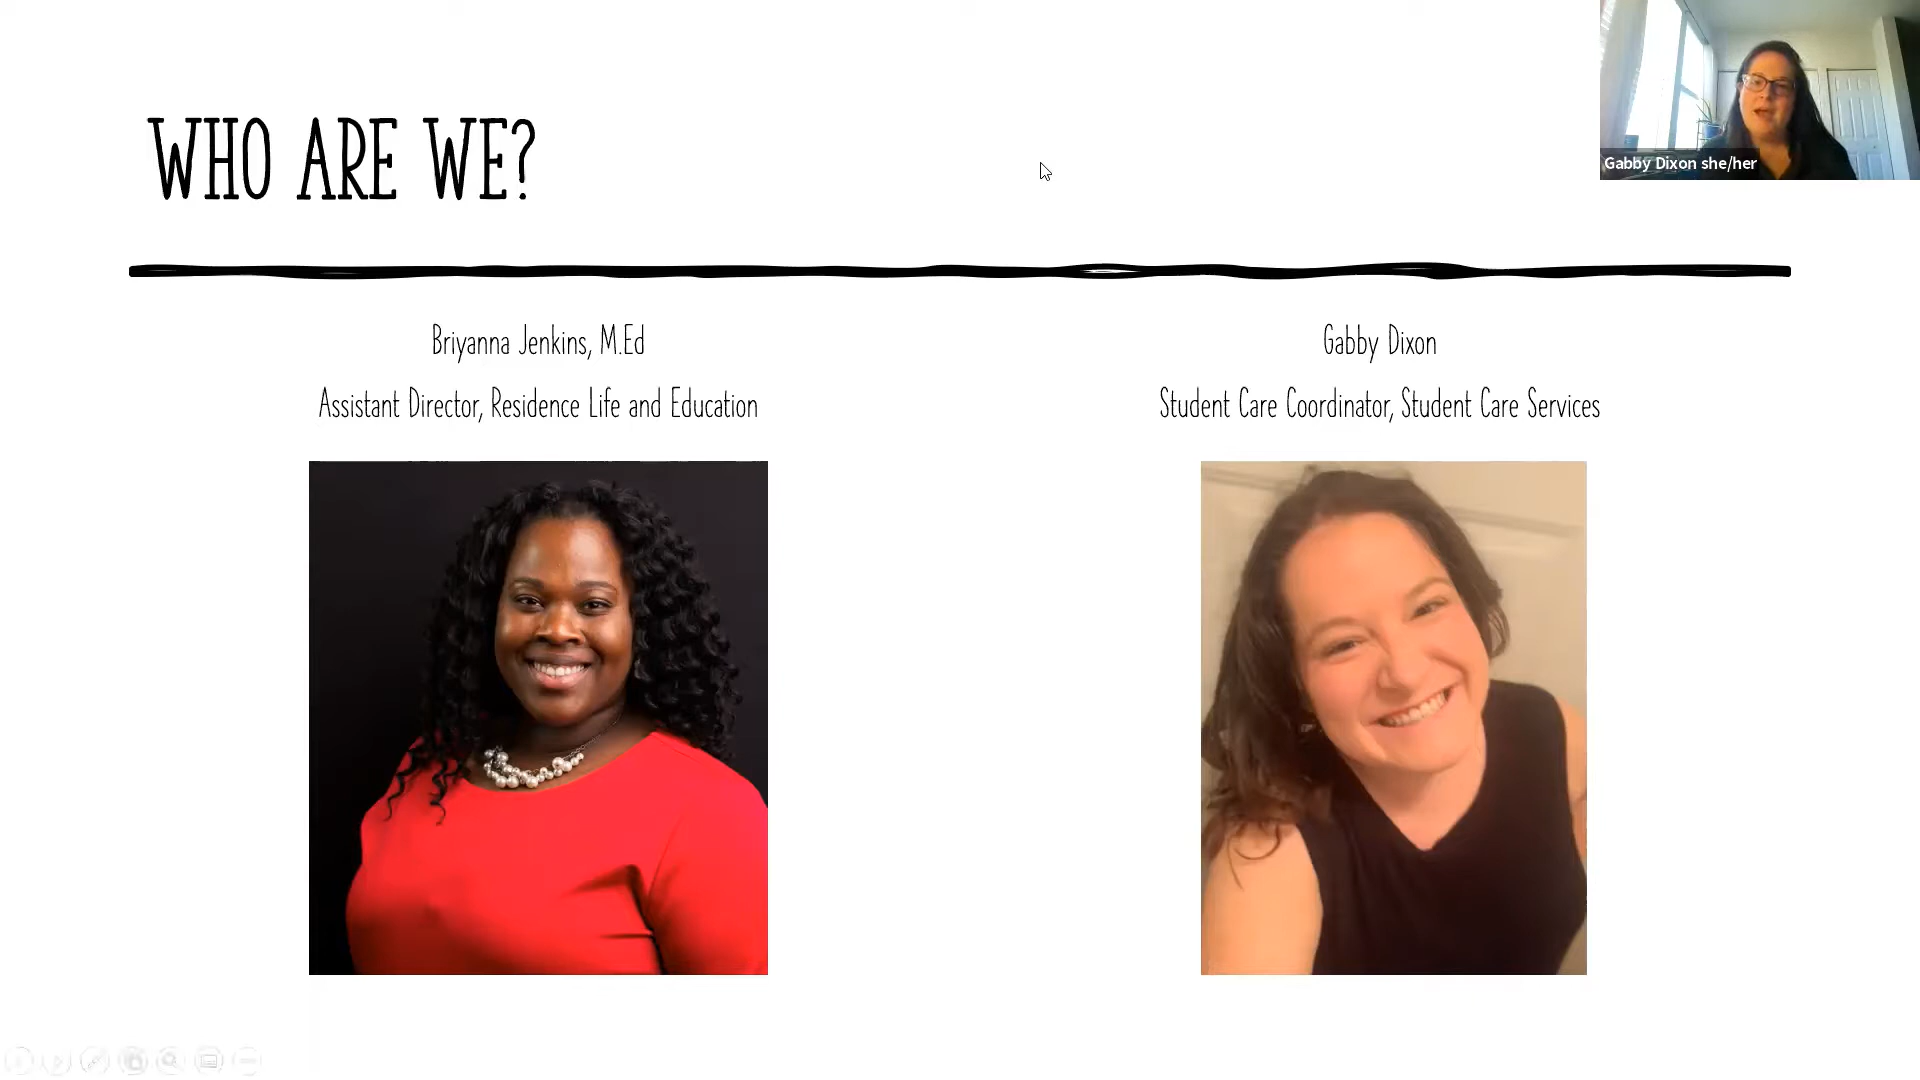 WHO ARE WE?
Gabby Dixon she/her
Briyanna Jenkins, M.Ed
Assistant Director, Residence Life and Education
Gabby Dixon
Student Care Coordinator, Student Care Services